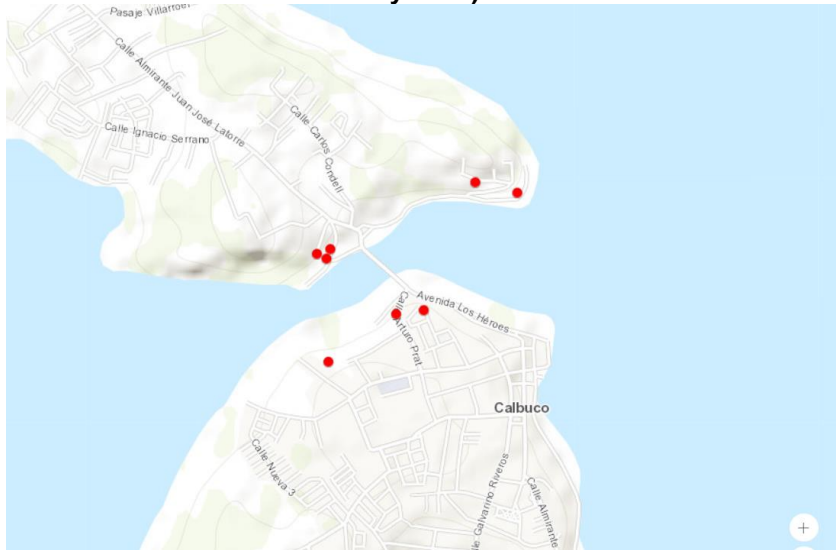 Pasaje Villarroel
Calle Almirante Juan José Latorre
Calle Ignacio Serrano
Calle Carlos Condell
Avenida Los Héroes
Calle Arturo Prat
Calbuco
Calle Nueva 3
le Galvarino Riveros
Calle Almirante
+